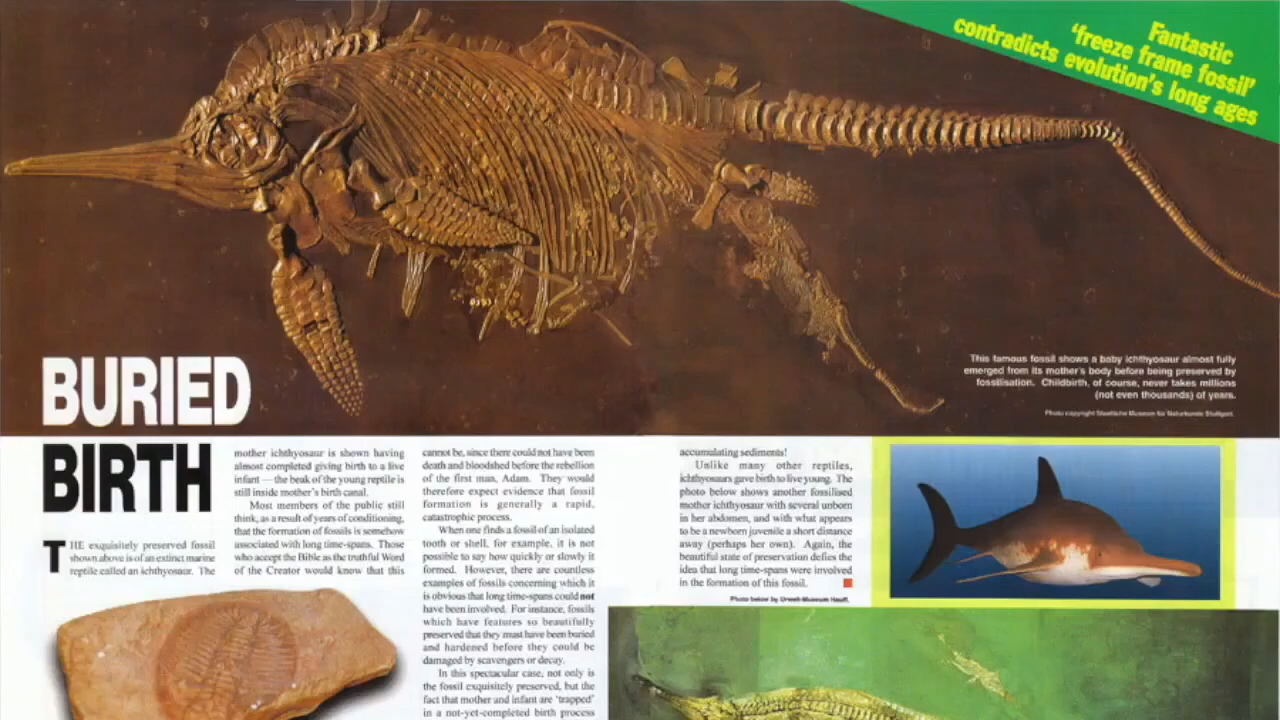 Fantastic
'freeze frame fossil'
contradicts evolution's long ages
This famous fossil shows a baby ichthyosaur almost fully
emerged from its mother's body before being preserved by
fossilisation. Childbirth, of course, never takes millions
(not even thousands) of years.
Photo copyright Staatliche Museum für Naturkunde Stuttgart.
BURIED
BIRTH
THE exquisitely preserved fossil
shown above is of an extinct marine
reptile called an ichthyosaur. The
mother ichthyosaur is shown having
almost completed giving birth to a live
infant — the beak of the young reptile is
still inside mother's birth canal.
Most members of the public still
think, as a result of years of conditioning,
that the formation of fossils is somehow
associated with long time-spans. Those
who accept the Bible as the truthful Word
of the Creator would know that this
cannot be, since there could not have been
death and bloodshed before the rebellion
of the first man, Adam. They would
therefore expect evidence that fossil
formation is generally a rapid,
catastrophic process.
When one finds a fossil of an isolated
tooth or shell, for example, it is not
possible to say how quickly or slowly it
formed. However, there are countless
examples of fossils concerning which it
is obvious that long time-spans could not
have been involved. For instance, fossils
which have features so beautifully
preserved that they must have been buried
and hardened before they could be
damaged by scavengers or decay.
In this spectacular case, not only is
the fossil exquisitely preserved, but the
fact that mother and infant are 'trapped'
in a not-yet-completed birth process
accumulating sediments!
Unlike many other reptiles,
ichthyosaurs gave birth to live young. The
photo below shows another fossilised
mother ichthyosaur with several unborn
in her abdomen, and with what appears
to be a newborn juvenile a short distance
away (perhaps her own). Again, the
beautiful state of preservation defies the
idea that long time-spans were involved
in the formation of this fossil.
Photo below by Urwelt-Museum Hauff.